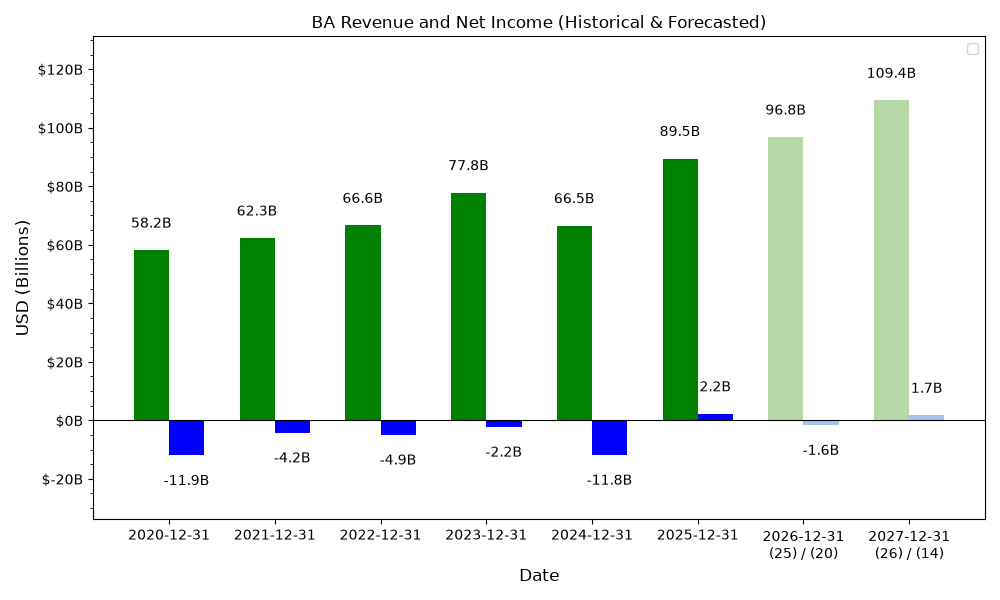 BA Revenue and Net Income (Historical & Forecasted)
USD (Billions)
$120B
$100B
$80B
$60B
$40B
$20B
$0B
$-20B
58.2B
62.3B
66.6B
77.8B
66.5B
89.5B
96.8B
109.4B
-11.9B
-4.2B
-4.9B
-2.2B
-11.8B
2.2B
-1.6B
1.7B
2020-12-31
2021-12-31
2022-12-31
2023-12-31
2024-12-31
2025-12-31
2026-12-31
(25) / (20)
2027-12-31
(26) / (14)
Date